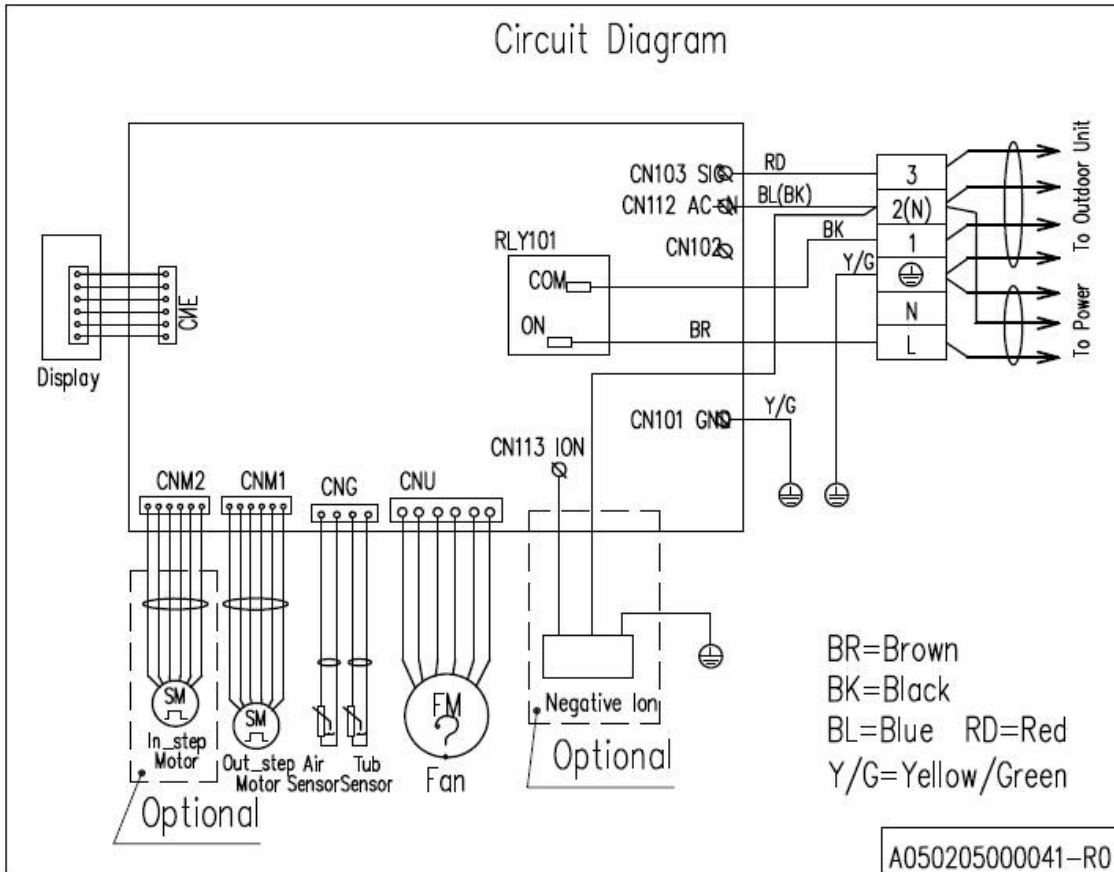 Circuit Diagram
CN103 SIG
RD
3
CN112 AC-N
BL(BK)
2(N)
To Outdoor Unit
RLY101
CN102
BK
1
COM
Y/G
ON
BR
N
L
To Power
CNE
Display
CN101 GND
Y/G
CN113 ION
CNM2
CNM1
CNG
CNU
SM
SM
FM
In_step
Motor
Out_step
Motor
Air
Sensor
Tub
Sensor
Fan
Negative Ion
Optional
Optional
BR=Brown
BK=Black
BL=Blue RD=Red
Y/G=Yellow/Green
A050205000041-R0